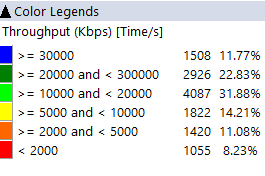 Color Legends
Throughput (Kbps) [Time/s]
>= 30000 1508 11.77%
>= 20000 and < 300000 2926 22.83%
>= 10000 and < 20000 4087 31.88%
>= 5000 and < 10000 1822 14.21%
>= 2000 and < 5000 1420 11.08%
< 2000 1055 8.23%